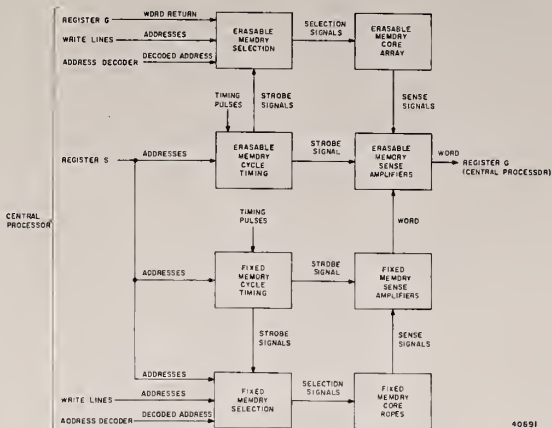 REGISTER G
WORD RETURN
WRITE LINES
ADDRESSES
ADDRESS DECODER
DECODED ADDRESS
ERASABLE
MEMORY
SELECTION
SELECTION
SIGNALS
ERASABLE
MEMORY
CORE
ARRAY
TIMING
PULSES
STROBE
SIGNALS
SENSE
SIGNALS
REGISTER S
ADDRESSES
ERASABLE
MEMORY
CYCLE
TIMING
STROBE
SIGNAL
ERASABLE
MEMORY
SENSE
AMPLIFIERS
WORD
REGISTER G
(CENTRAL PROCESSOR)
CENTRAL
PROCESSOR
TIMING
PULSES
WORD
ADDRESSES
FIXED
MEMORY
CYCLE
TIMING
STROBE
SIGNAL
FIXED
MEMORY
SENSE
AMPLIFIERS
STROBE
SIGNALS
SENSE
SIGNALS
ADDRESSES
WRITE LINES
ADDRESSES
ADDRESS DECODER
DECODED ADDRESS
FIXED
MEMORY
SELECTION
SELECTION
SIGNALS
FIXED
MEMORY
CORE
ROPES
40691